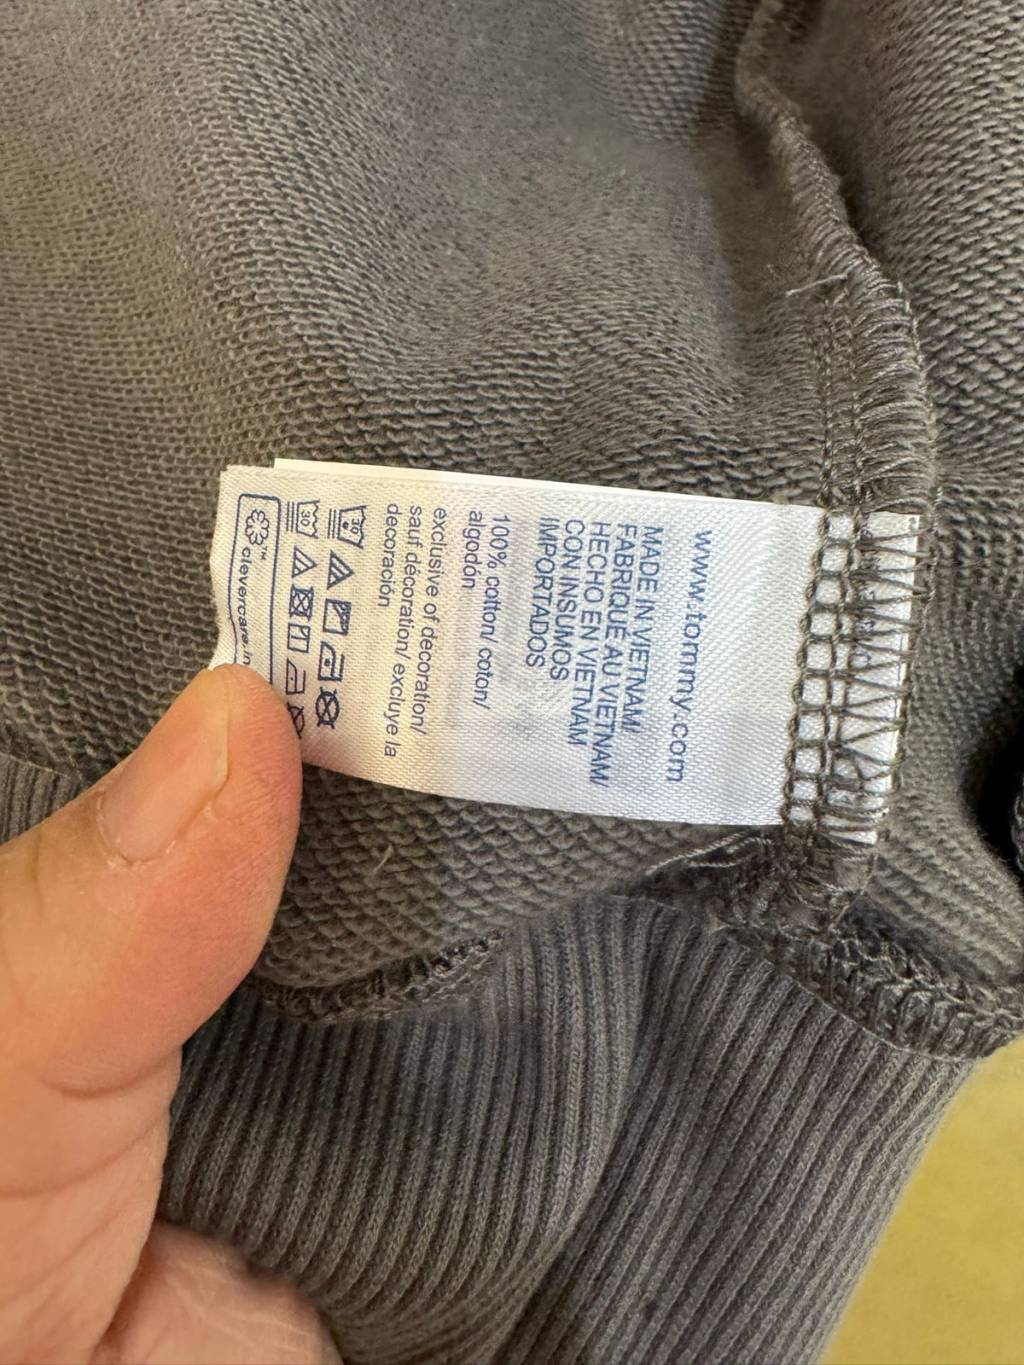 www.tommy.com
MADE IN VIETNAM/
FABRIQUÉ AU VIETNAM/
HECHO EN VIETNAM
CON INSUMOS
IMPORTADOS
100% cotton/ coton/
algodón
exclusive of decoration/
sauf décoration/ excluye la
decoración
30
30
clevercare.in